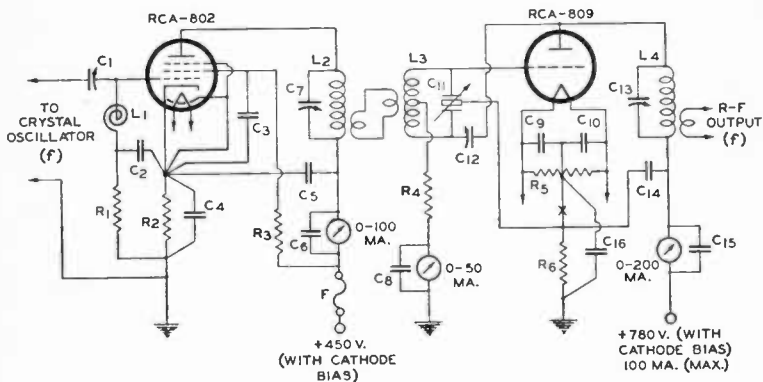 RCA-802
RCA-809
C1
L2
L3
L4
C7
C11
C13
TO
CRYSTAL
OSCILLATOR
(f)
L1
C3
C9
C10
R-F
OUTPUT
(f)
C2
C12
C5
R4
R5
C14
R1
R2
C4
C6
R3
0-100
MA.
C8
0-50
MA.
X
R6
C16
0-200
MA.
C15
F
+450 V.
(WITH CATHODE
BIAS)
+780 V. (WITH
CATHODE BIAS)
100 MA. (MAX.)